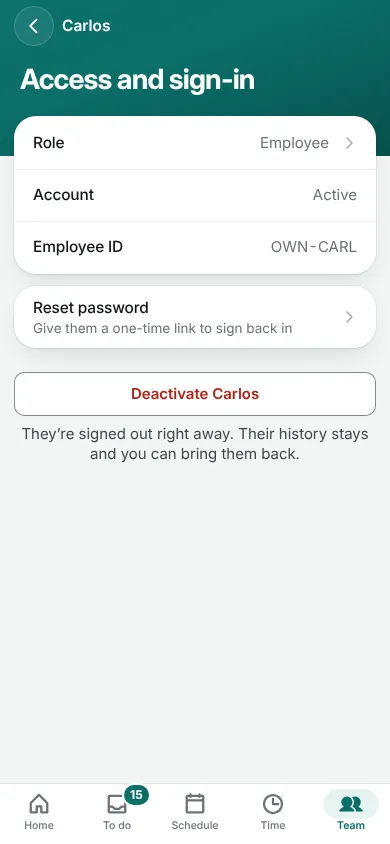 Carlos
Access and sign-in
Role Employee
Account Active
Employee ID OWN-CARL
Reset password
Give them a one-time link to sign back in
Deactivate Carlos
They’re signed out right away. Their history stays
and you can bring them back.
15
Home To do Schedule Time Team